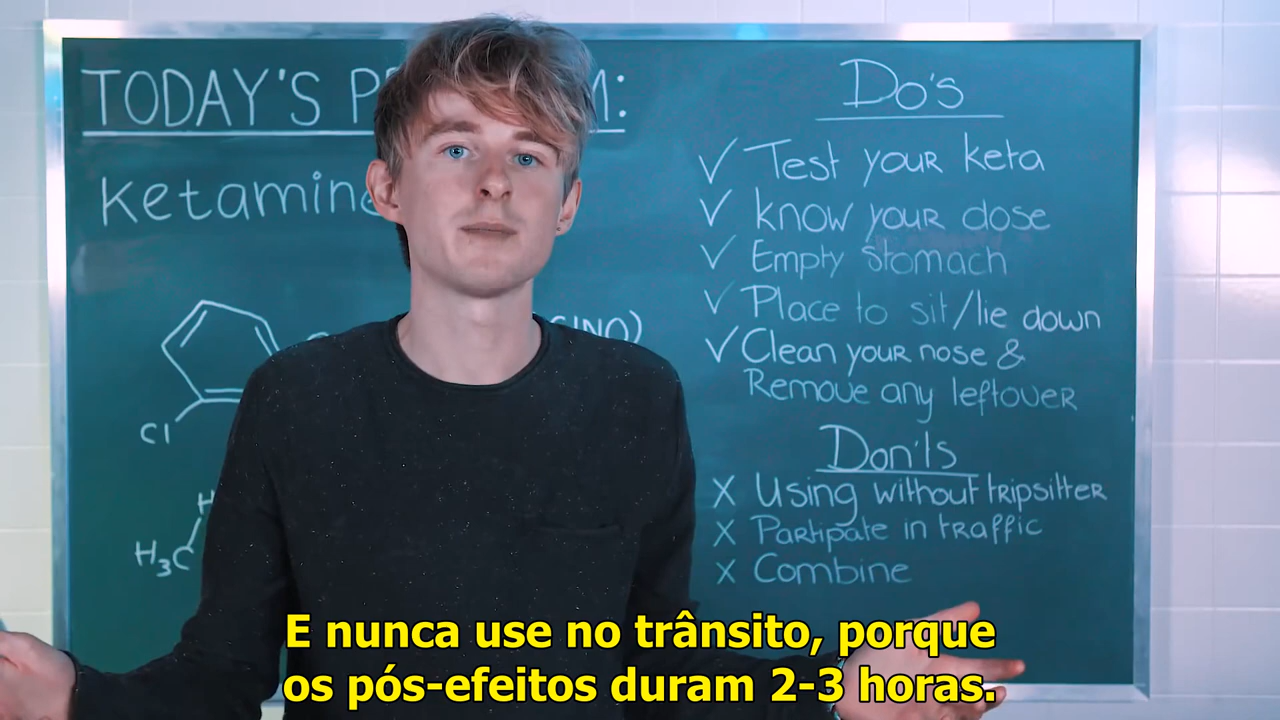 TODAY'S P M:
Ketamine
Cl
H
H3C
Do's
✓ Test your keta
✓ Know your dose
✓ Empty stomach
✓ Place to sit/lie down
✓ Clean your nose &
Remove any leftover
Don'ts
X Using without tripsitter
X Partipate in traffic
X Combine
E nunca use no trânsito, porque
os pós-efeitos duram 2-3 horas.